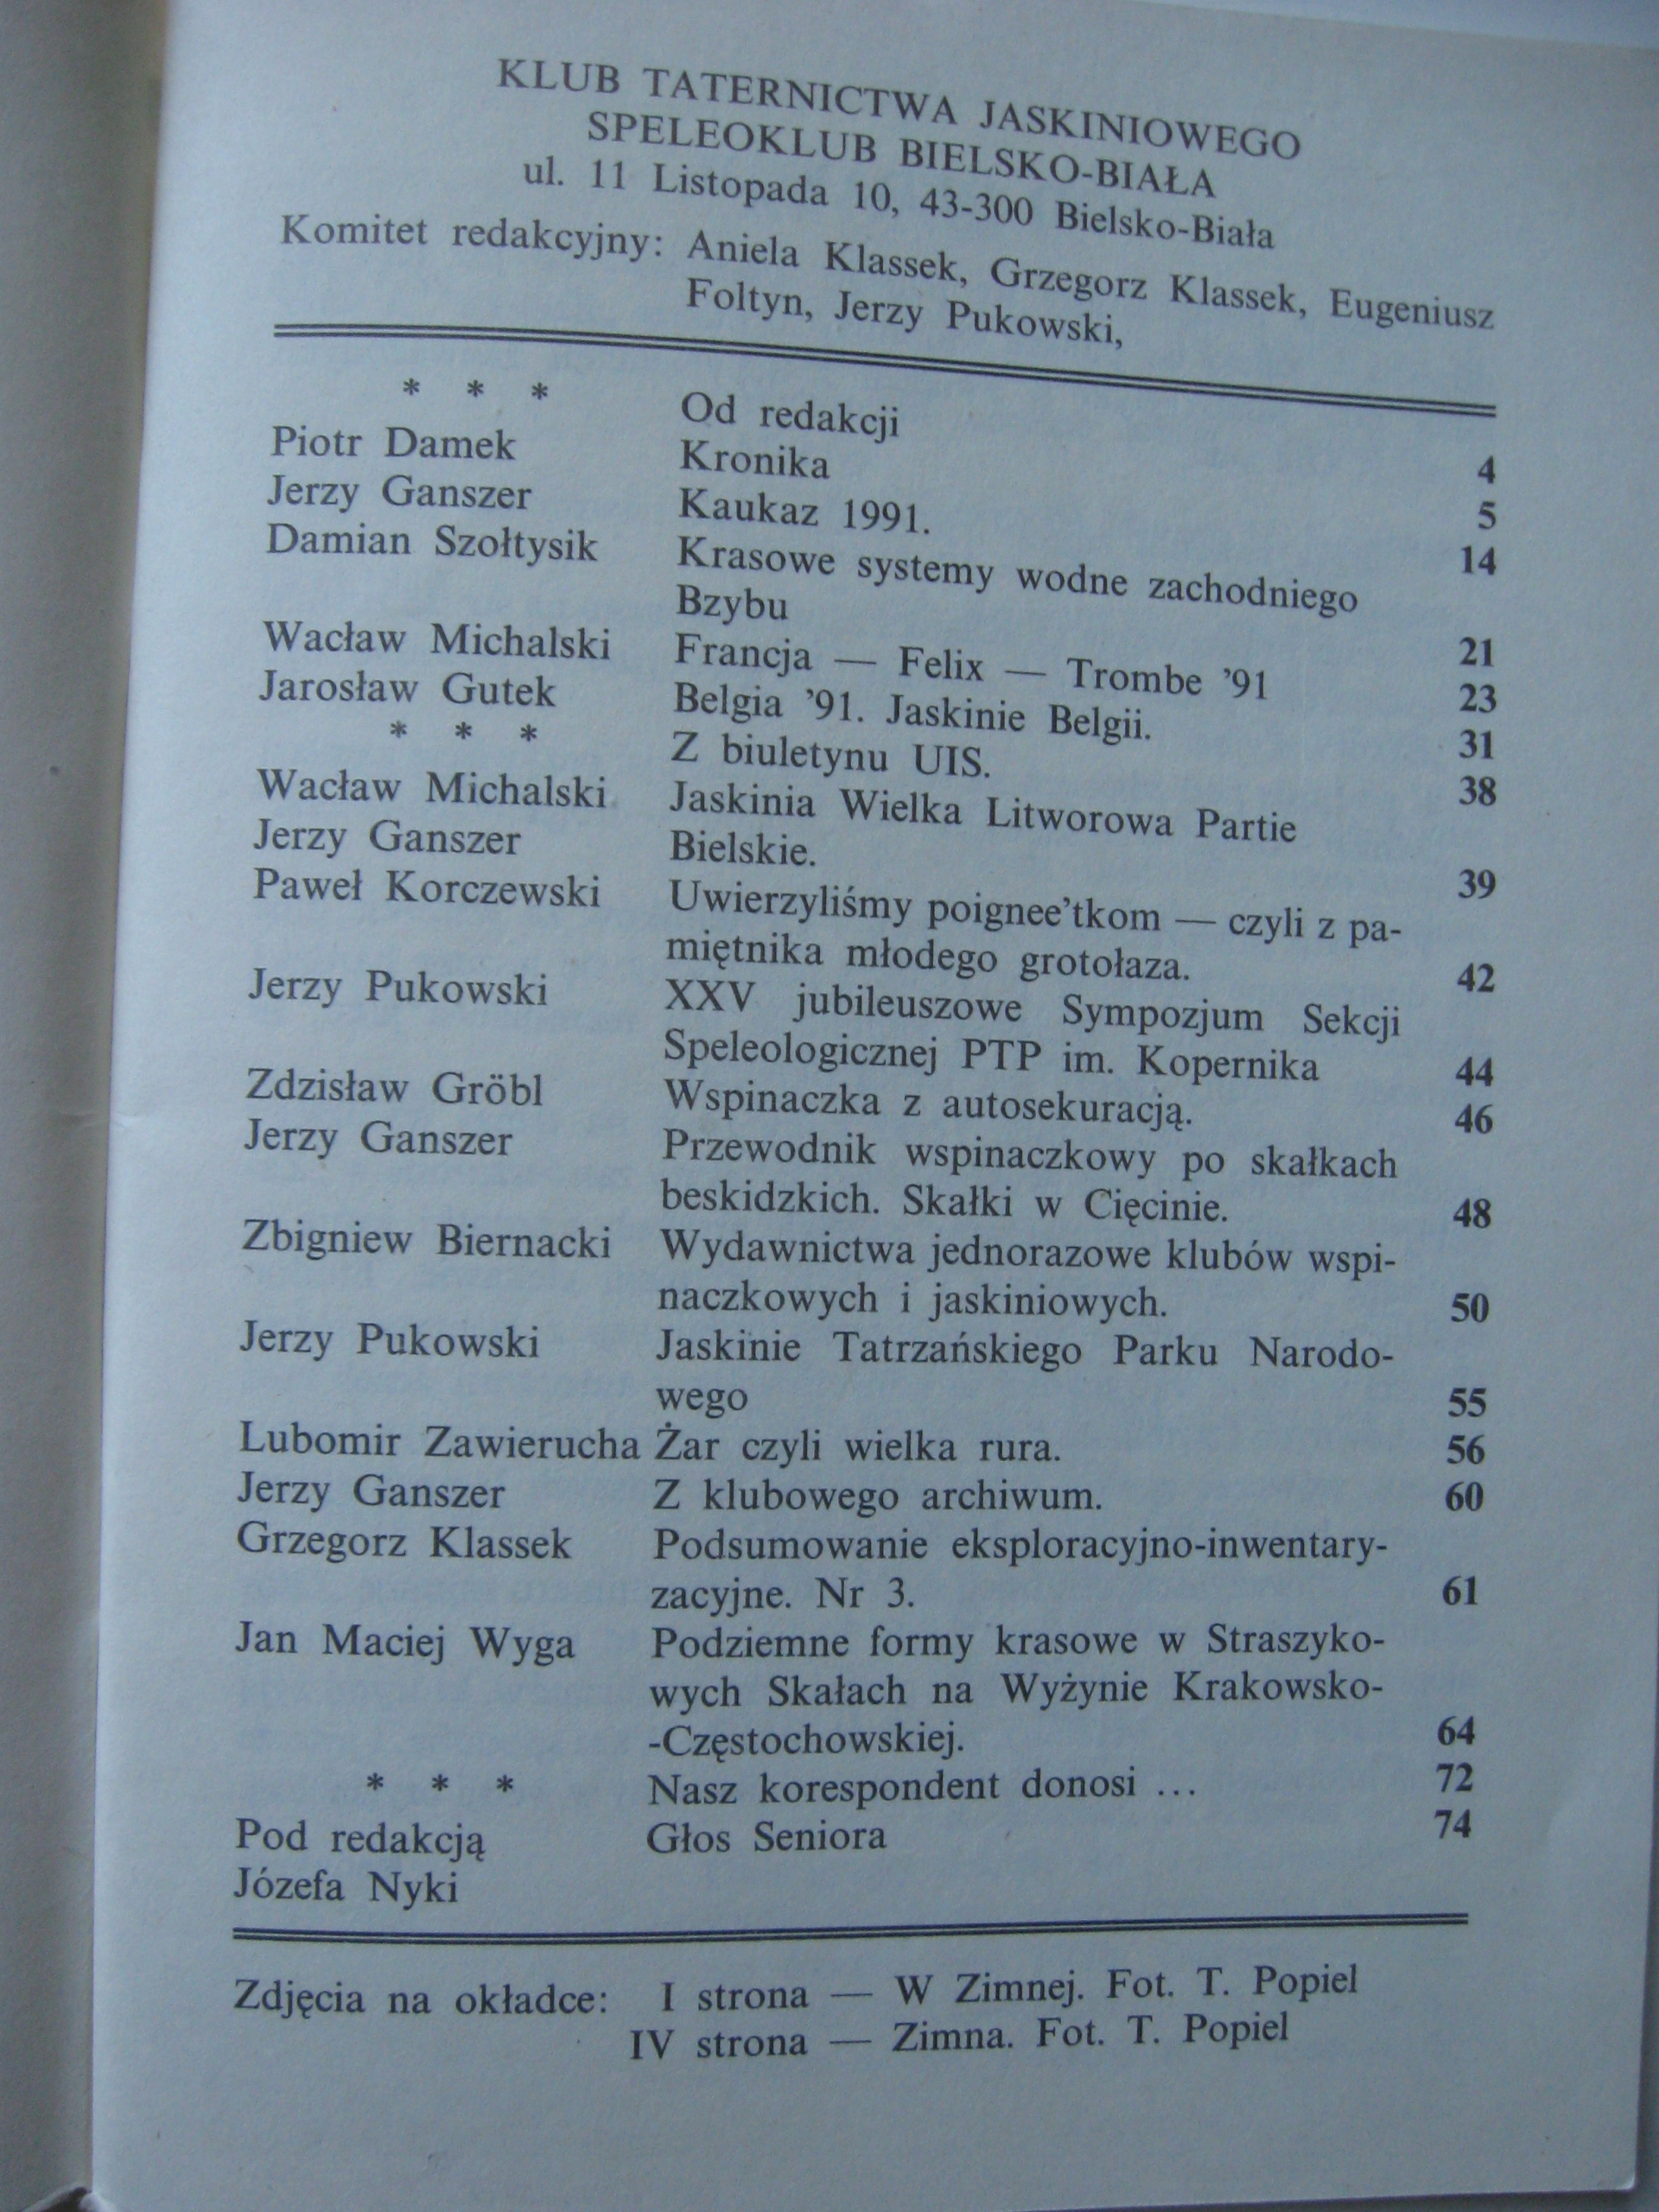 KLUB TATERNICTWA JASKINIOWEGO
SPELEOKLUB BIELSKO-BIAŁA
ul. 11 Listopada 10, 43-300 Bielsko-Biała
Komitet redakcyjny: Aniela Klassek, Grzegorz Klassek, Eugeniusz
Foltyn, Jerzy Pukowski,
* * * Od redakcji 4
Piotr Damek Kronika 5
Jerzy Ganszer Kaukaz 1991. 14
Damian Szołtysik Krasowe systemy wodne zachodniego
Bzybu 21
Wacław Michalski Francja — Felix — Trombe '91 23
Jarosław Gutek Belgia '91. Jaskinie Belgii. 31
* * * Z biuletynu UIS. 38
Wacław Michalski Jaskinia Wielka Litworowa Partie
Jerzy Ganszer Bielskie. 39
Paweł Korczewski Uwierzyliśmy poignee'tkom — czyli z pa-
miętnika młodego grotołaza. 42
Jerzy Pukowski XXV jubileuszowe Sympozjum Sekcji
Speleologicznej PTP im. Kopernika 44
Zdzisław Gröbl Wspinaczka z autosekuracją. 46
Jerzy Ganszer Przewodnik wspinaczkowy po skałkach
beskidzkich. Skałki w Cięcinie. 48
Zbigniew Biernacki Wydawnictwa jednorazowe klubów wspi-
naczkowych i jaskiniowych. 50
Jerzy Pukowski Jaskinie Tatrzańskiego Parku Narodo-
wego 55
Lubomir Zawierucha Żar czyli wielka rura. 56
Jerzy Ganszer Z klubowego archiwum. 60
Grzegorz Klassek Podsumowanie eksploracyjno-inwentary-
zacyjne. Nr 3. 61
Jan Maciej Wyga Podziemne formy krasowe w Straszyko-
wych Skałach na Wyżynie Krakowsko-
-Częstochowskiej. 64
* * * Nasz korespondent donosi ... 72
Pod redakcją Głos Seniora 74
Józefa Nyki
Zdjęcia na okładce: I strona — W Zimnej. Fot. T. Popiel
IV strona — Zimna. Fot. T. Popiel